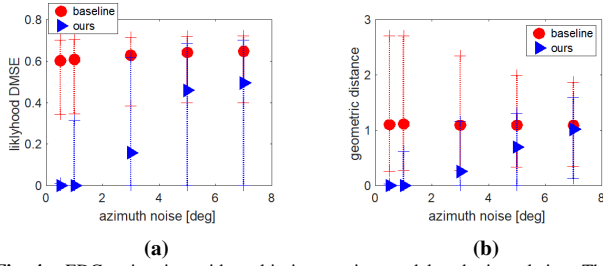 baseline
ours
liklyhood DMSE
0.8
0.6
0.4
0.2
0
0 2 4 6 8
azimuth noise [deg]
(a)
baseline
ours
geometric distance
3
2
1
0
0 2 4 6 8
azimuth noise [deg]
(b)